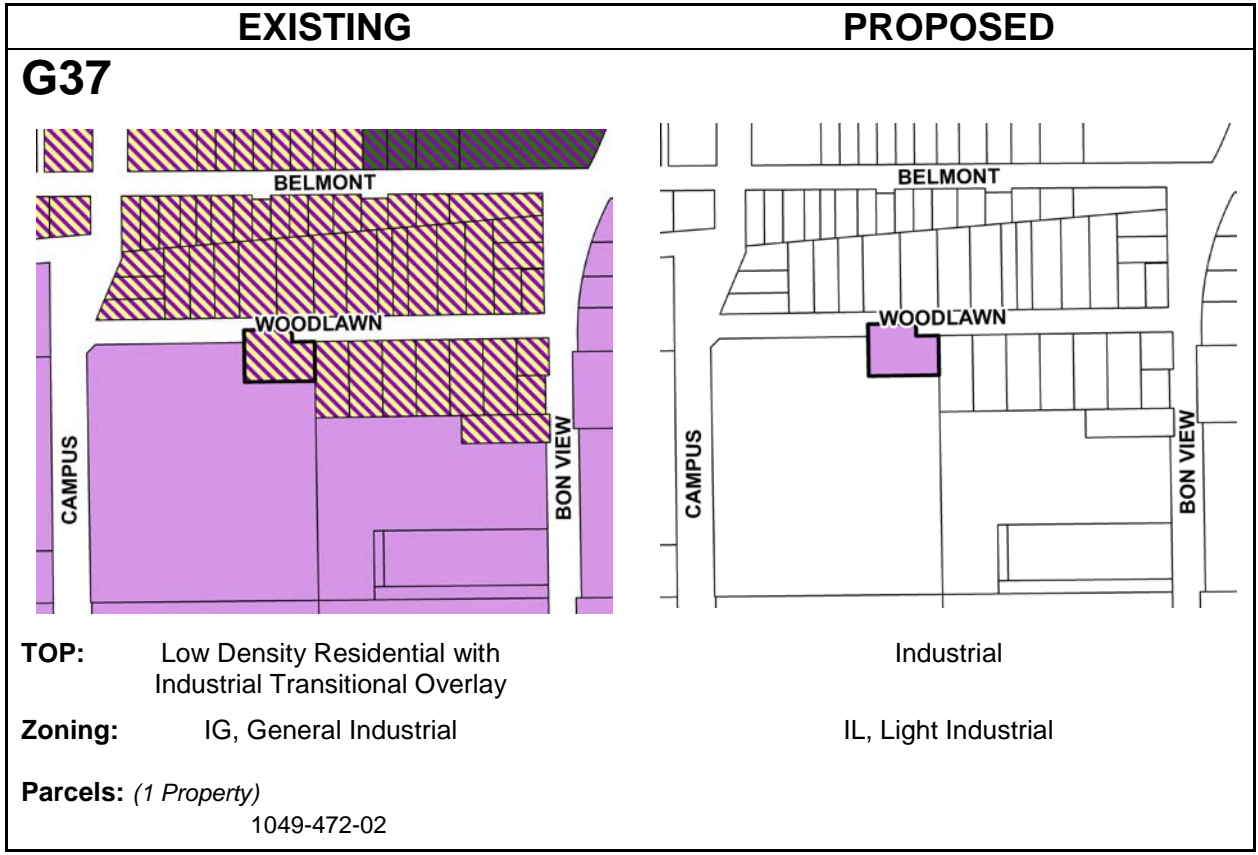 EXISTING PROPOSED
G37
BELMONT
WOODLAWN
CAMPUS
BON VIEW
BELMONT
WOODLAWN
CAMPUS
BON VIEW
TOP: Low Density Residential with Industrial
Industrial Transitional Overlay
Zoning: IG, General Industrial IL, Light Industrial
Parcels: (1 Property)
1049-472-02